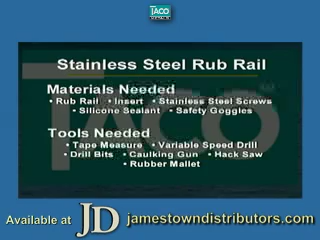 TACO
METALS
Stainless Steel Rub Rail
Materials Needed
• Rub Rail • Insert • Stainless Steel Screws
• Silicone Sealant • Safety Goggles
Tools Needed
• Tape Measure • Variable Speed Drill
• Drill Bits • Caulking Gun • Hack Saw
• Rubber Mallet
Available at JD jamestowndistributors.com